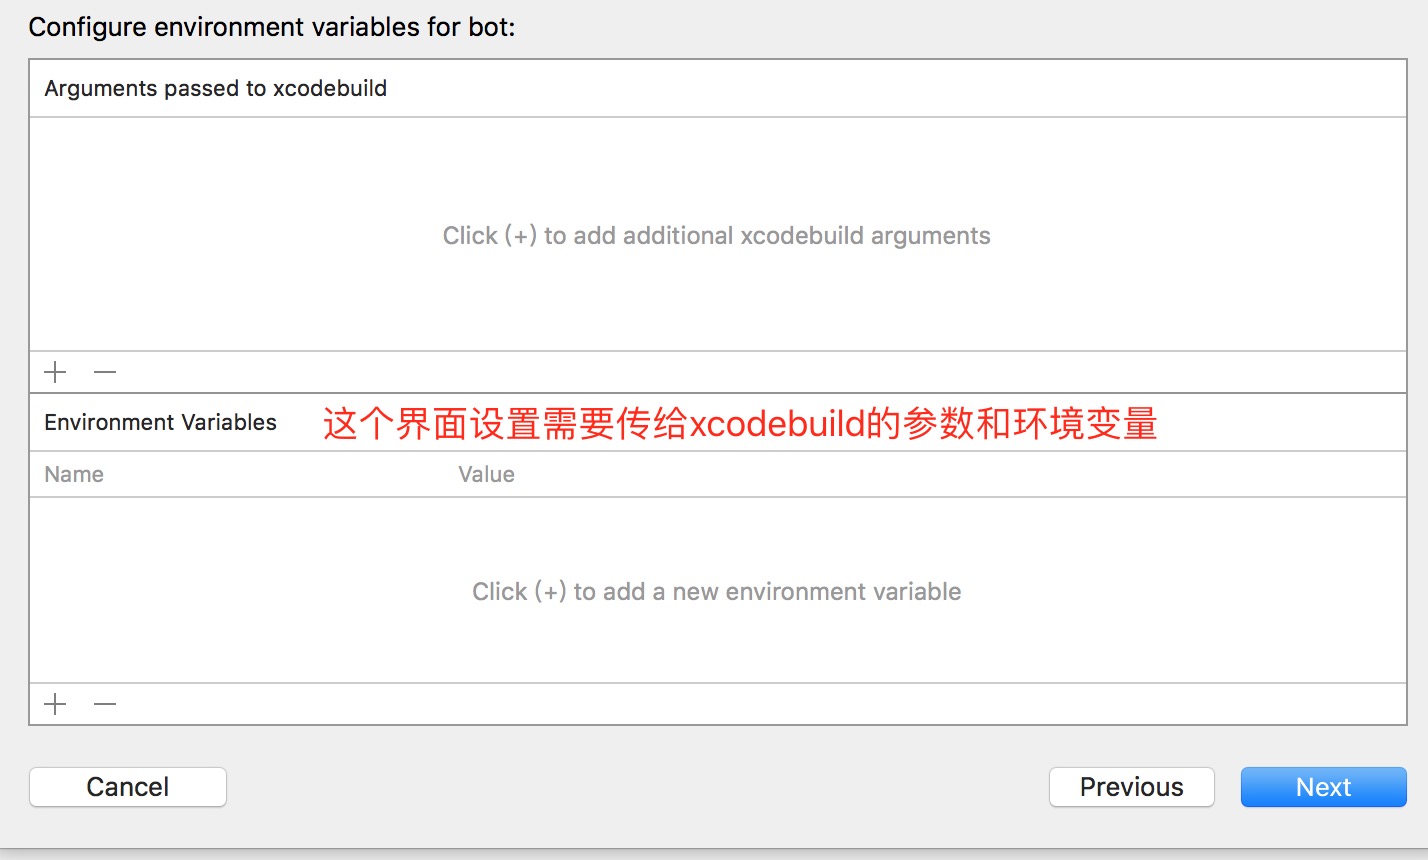 Configure environment variables for bot:
Arguments passed to xcodebuild
Click (+) to add additional xcodebuild arguments
Environment Variables 这个界面设置需要传给xcodebuild的参数和环境变量
Name Value
Click (+) to add a new environment variable
Cancel Previous Next